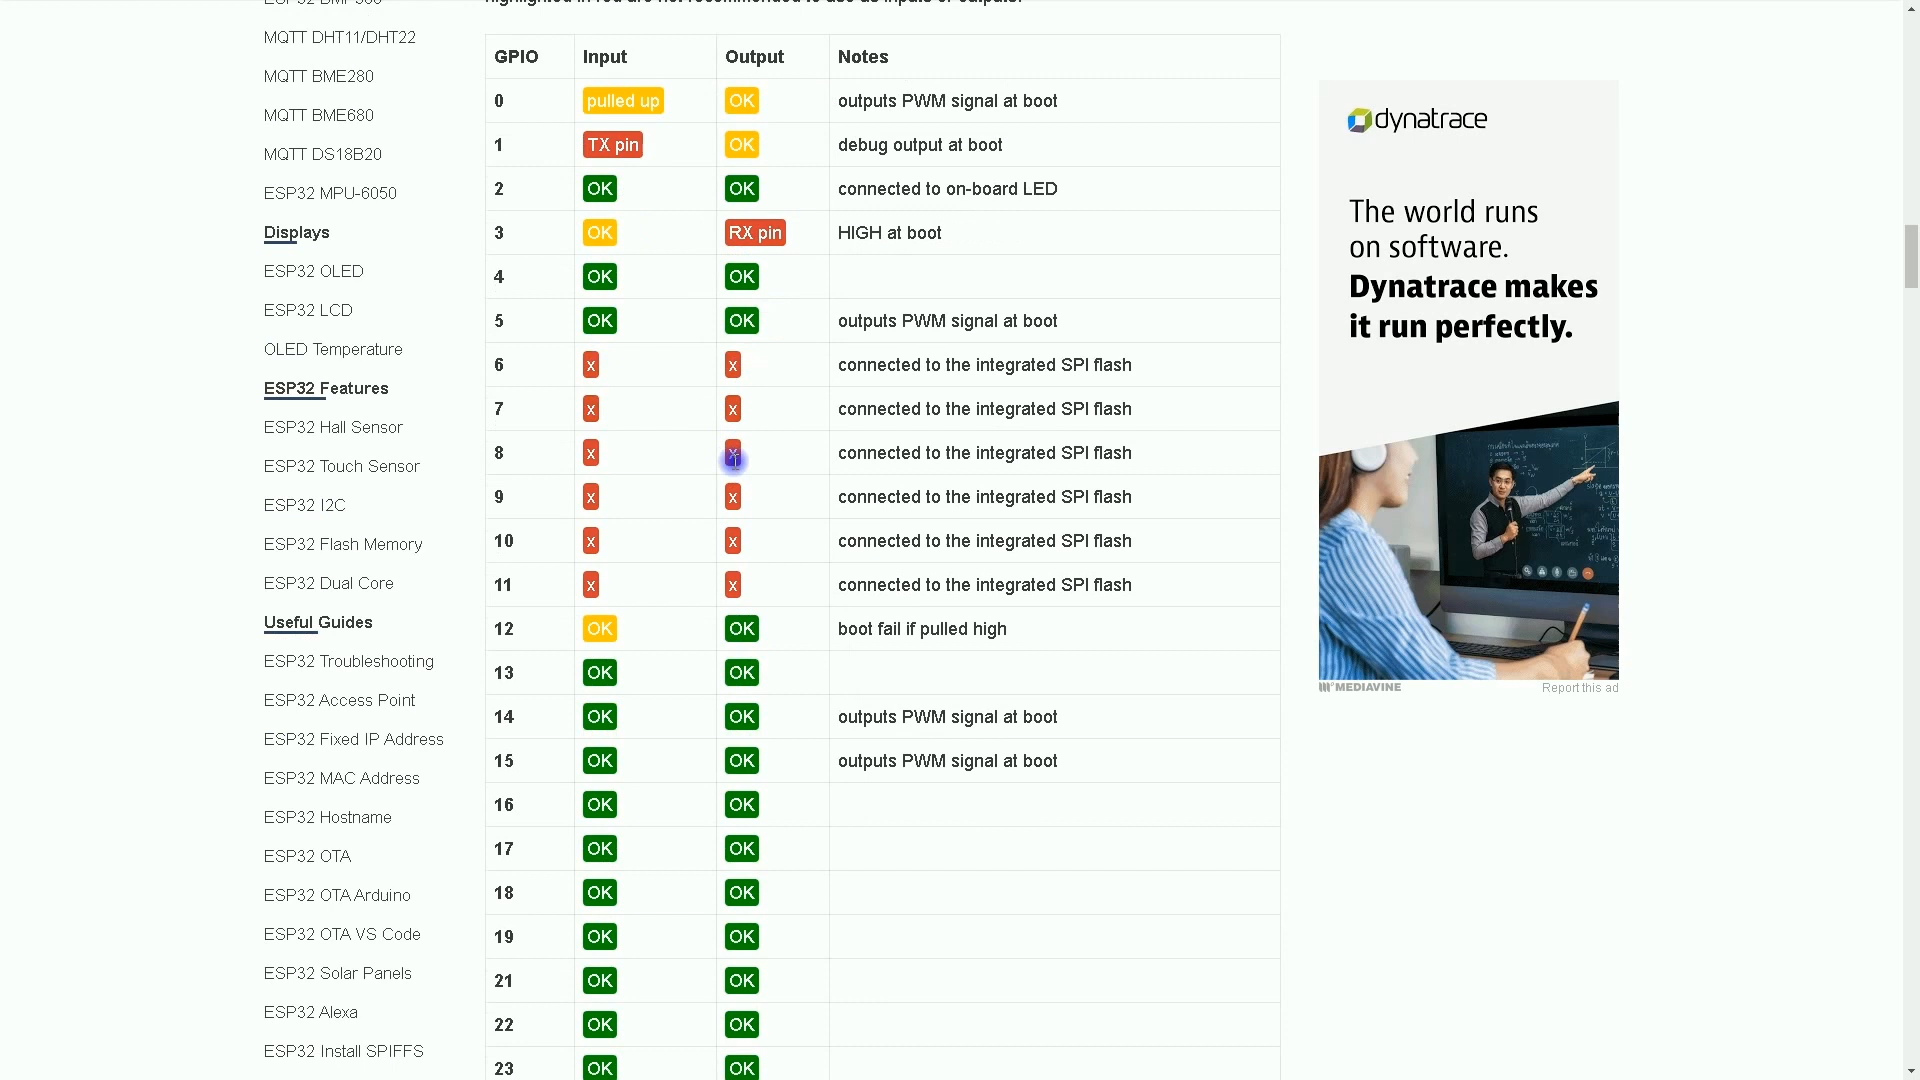 MQTT DHT11/DHT22
MQTT BME280
MQTT BME680
MQTT DS18B20
ESP32 MPU-6050
Displays
ESP32 OLED
ESP32 LCD
OLED Temperature
ESP32 Features
ESP32 Hall Sensor
ESP32 Touch Sensor
ESP32 I2C
ESP32 Flash Memory
ESP32 Dual Core
Useful Guides
ESP32 Troubleshooting
ESP32 Access Point
ESP32 Fixed IP Address
ESP32 MAC Address
ESP32 Hostname
ESP32 OTA
ESP32 OTA Arduino
ESP32 OTA VS Code
ESP32 Solar Panels
ESP32 Alexa
ESP32 Install SPIFFS
GPIO Input Output Notes
0 pulled up OK outputs PWM signal at boot
1 TX pin OK debug output at boot
2 OK OK connected to on-board LED
3 OK RX pin HIGH at boot
4 OK OK
5 OK OK outputs PWM signal at boot
6 x x connected to the integrated SPI flash
7 x x connected to the integrated SPI flash
8 x x connected to the integrated SPI flash
9 x x connected to the integrated SPI flash
10 x x connected to the integrated SPI flash
11 x x connected to the integrated SPI flash
12 OK OK boot fail if pulled high
13 OK OK
14 OK OK outputs PWM signal at boot
15 OK OK outputs PWM signal at boot
16 OK OK
17 OK OK
18 OK OK
19 OK OK
21 OK OK
22 OK OK
23 OK OK
dynatrace
The world runs
on software.
Dynatrace makes
it run perfectly.
MEDIAVINE
Report this ad